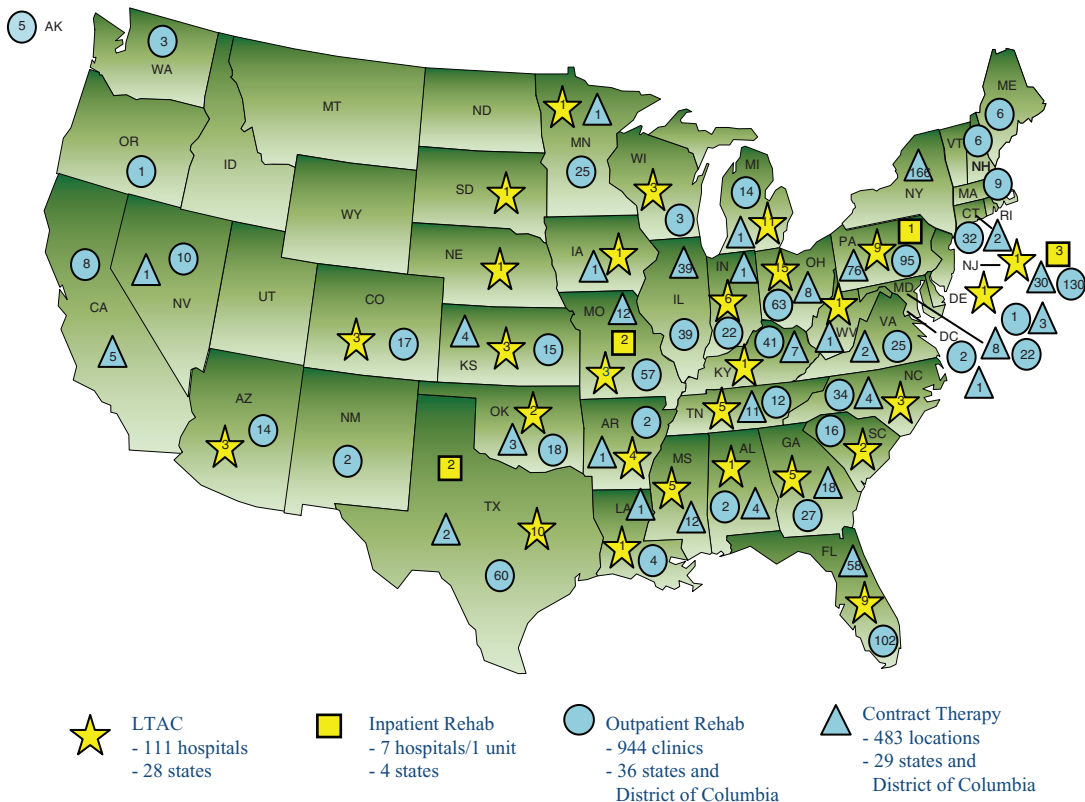 5 AK
3
WA
MT
ND
1
1
MN
25
ME
6
OR
1
ID
SD
1
WI
3
3
MI
14
1
11
VT
6
NH
166
NY
MA
9
CT
RI
32
2
WY
8
CA
5
1
10
NV
UT
NE
1
IA
1
1
39
IL
39
IN
1
6
22
15
OH
8
63
PA
9
1
76
95
NJ
1
3
30
130
DE
1
1
3
MD
8
22
DC
2
1
CO
3
17
4
3
15
KS
MO
12
2
3
57
41
7
KY
1
1
WV
1
VA
2
25
AZ
3
14
NM
2
OK
2
3
18
AR
2
1
4
TN
5
11
12
34
4
NC
3
16
SC
2
2
TX
2
10
60
LA
1
1
4
MS
5
12
AL
1
2
4
GA
5
18
27
FL
58
9
102
LTAC
- 111 hospitals
- 28 states
Inpatient Rehab
- 7 hospitals/1 unit
- 4 states
Outpatient Rehab
- 944 clinics
- 36 states and
District of Columbia
Contract Therapy
- 483 locations
- 29 states and
District of Columbia